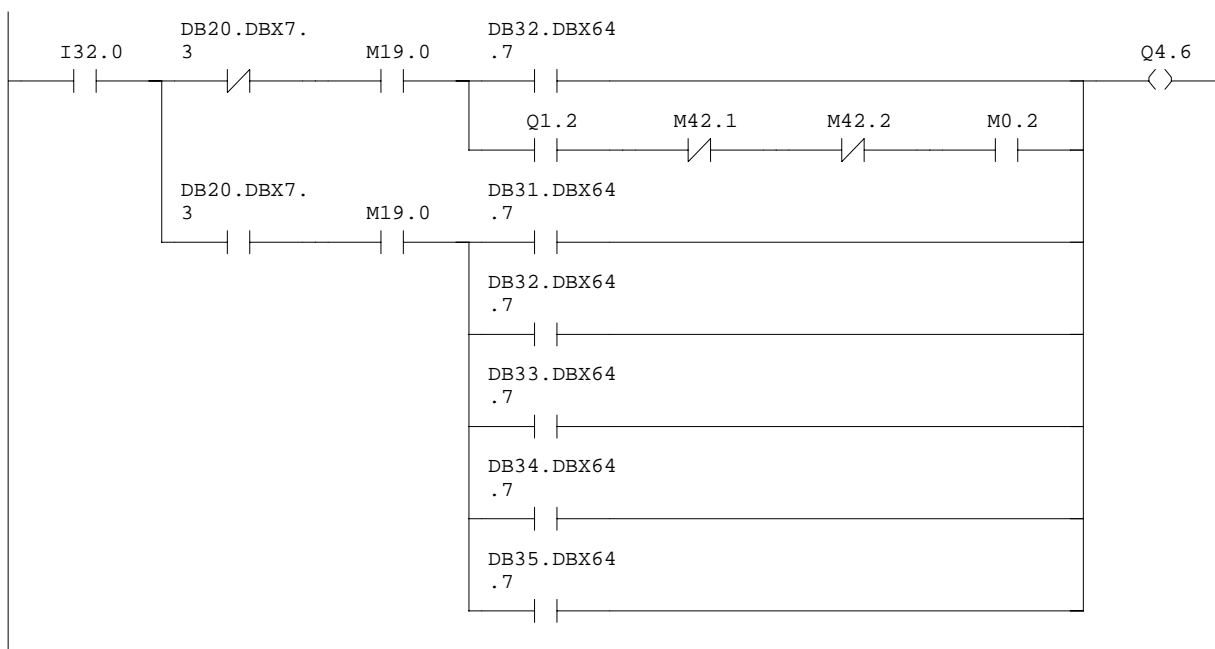 DB20.DBX7. DB32.DBX64
I32.0 3 M19.0 .7 Q4.6
Q1.2 M42.1 M42.2 M0.2
DB20.DBX7. DB31.DBX64
3 M19.0 .7
DB32.DBX64
.7
DB33.DBX64
.7
DB34.DBX64
.7
DB35.DBX64
.7